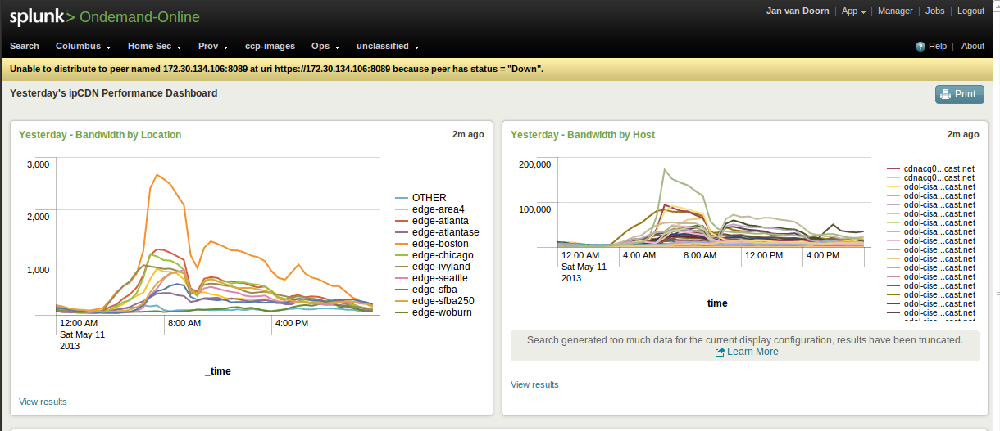 splunk> Ondemand-Online
Jan van Doorn | App | Manager | Jobs | Logout
Search Columbus Home Sec Prov ccp-images Ops unclassified
? Help | About
Unable to distribute to peer named 172.30.134.106:8089 at uri https://172.30.134.106:8089 because peer has status = "Down".
Yesterday's ipCDN Performance Dashboard
Print
Yesterday - Bandwidth by Location
2m ago
3,000
2,000
1,000
12:00 AM
Sat May 11
2013
8:00 AM
4:00 PM
_time
OTHER
edge-area4
edge-atlanta
edge-atlantase
edge-boston
edge-chicago
edge-ivyland
edge-seattle
edge-sfba
edge-sfba250
edge-woburn
View results
Yesterday - Bandwidth by Host
2m ago
200,000
100,000
12:00 AM
Sat May 11
2013
4:00 AM
8:00 AM
12:00 PM
4:00 PM
_time
cdnacq0...cast.net
cdnacq0...cast.net
odol-cisa...cast.net
odol-cisa...cast.net
odol-cisa...cast.net
odol-cisa...cast.net
odol-cisa...cast.net
odol-cisa...cast.net
odol-cise...cast.net
odol-cise...cast.net
odol-cise...cast.net
odol-cise...cast.net
odol-cise...cast.net
odol-cise...cast.net
odol-cise...cast.net
odol-cise...cast.net
odol-cise...cast.net
Search generated too much data for the current display configuration, results have been truncated.
Learn More
View results